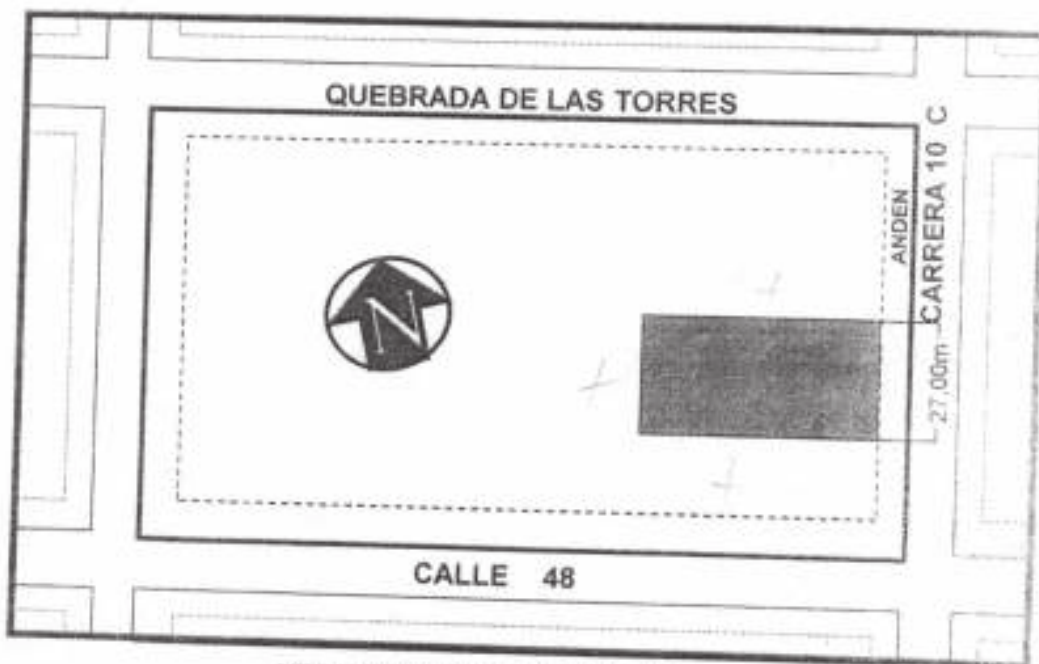 QUEBRADA DE LAS TORRES
CARRERA 10 C
ANDEN
N
27,00m
CALLE 48